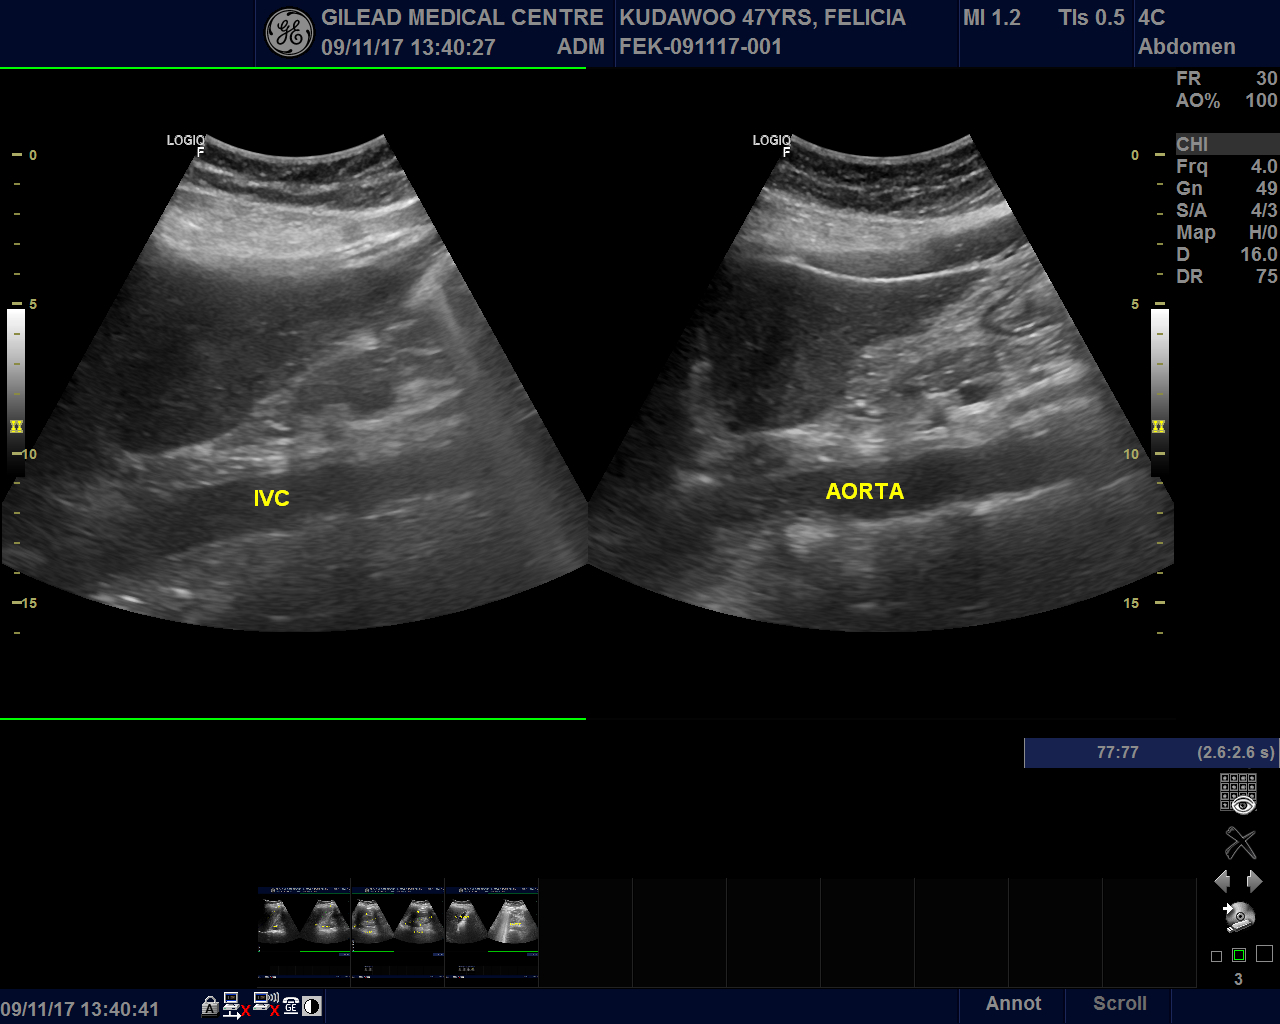 GILEAD MEDICAL CENTRE
09/11/17 13:40:27 ADM
KUDAWOO 47YRS, FELICIA
FEK-091117-001
MI 1.2 TIs 0.5
4C
Abdomen
FR 30
AO% 100
CHI
Frq 4.0
Gn 49
S/A 4/3
Map H/0
D 16.0
DR 75
LOGIQ
F
0
5
10
15
IVC
LOGIQ
F
0
5
10
15
AORTA
77:77 (2.6:2.6 s)
3
09/11/17 13:40:41
Annot
Scroll